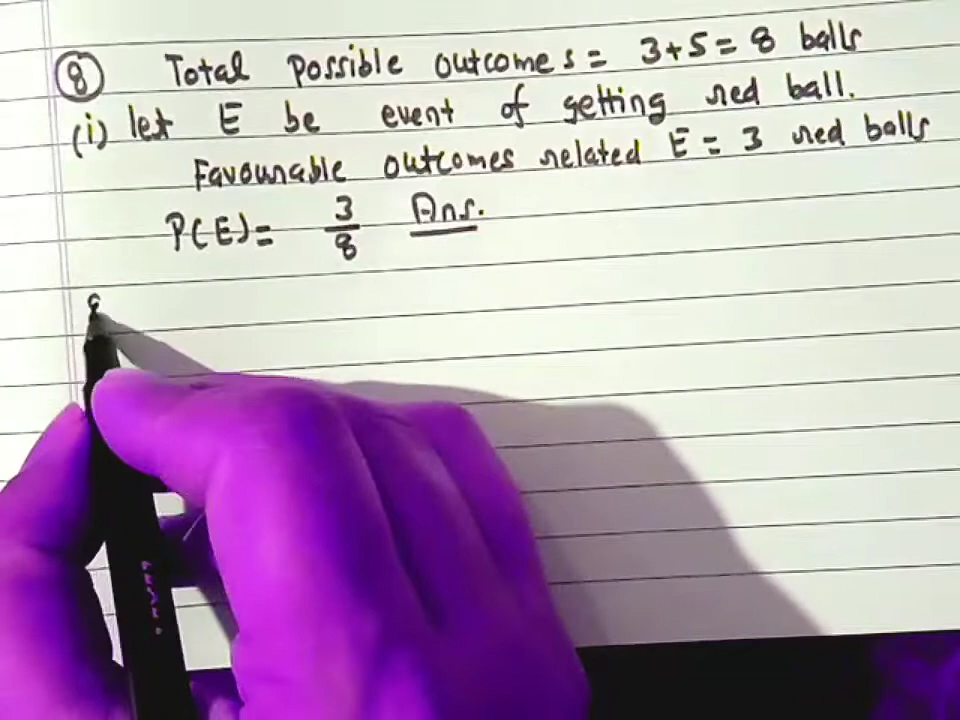 8 Total possible outcomes = 3+5 = 8 balls
(i) let E be event of getting red ball.
Favourable outcomes related E = 3 red balls
P(E) = 3/8 Ans.